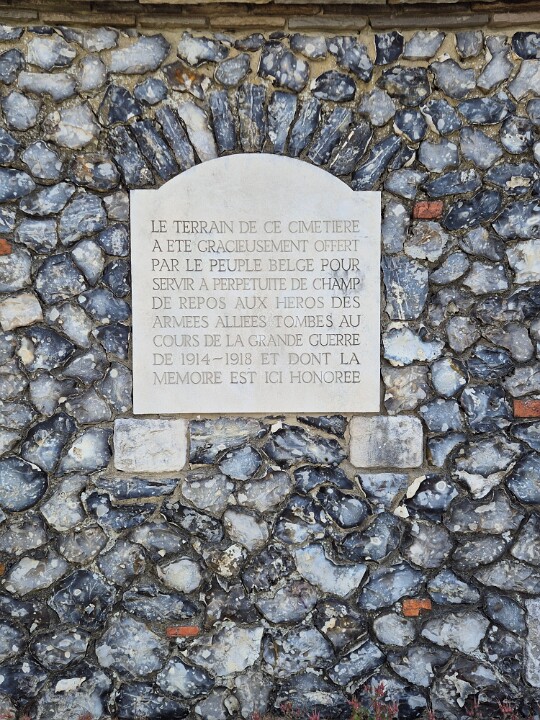 LE TERRAIN DE CE CIMETIERE
A ETE GRACIEUSEMENT OFFERT
PAR LE PEUPLE BELGE POUR
SERVIR A PERPETUITE DE CHAMP
DE REPOS AUX HEROS DES
ARMEES ALLIEES TOMBES AU
COURS DE LA GRANDE GUERRE
DE 1914~1918 ET DONT LA
MEMOIRE EST ICI HONOREE